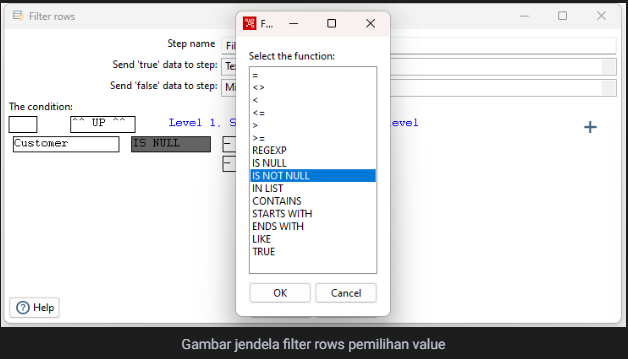 Filter rows
F...
Step name
Fil
Select the function:
Send 'true' data to step:
Te
Send 'false' data to step:
Mi
The condition:
^^ UP ^^
Level 1, S
evel
Customer
IS NULL
-
-
=
<>
<
<=
>
>=
REGEXP
IS NULL
IS NOT NULL
IN LIST
CONTAINS
STARTS WITH
ENDS WITH
LIKE
TRUE
Help
OK
Cancel
Gambar jendela filter rows pemilihan value